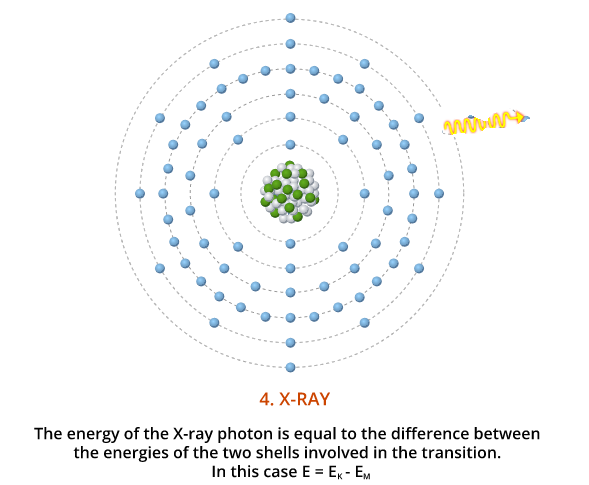 4. X-RAY
The energy of the X-ray photon is equal to the difference between
the energies of the two shells involved in the transition.
In this case E = Eₖ - Eₘ